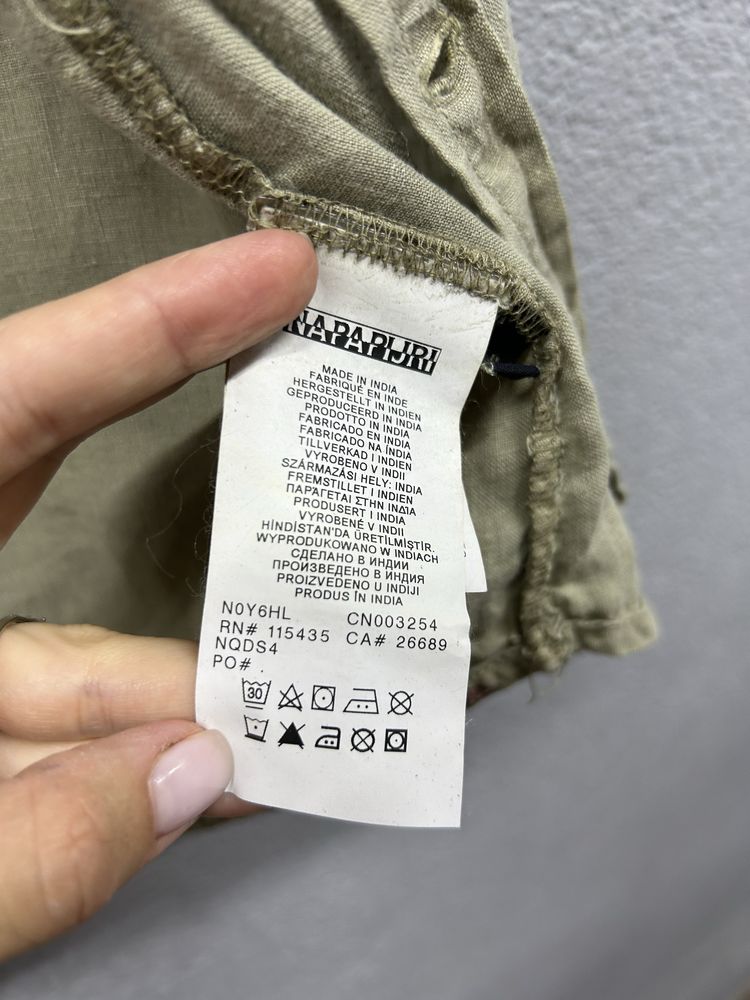 NAPAPIJRI
MADE IN INDIA
FABRIQUÉ EN INDE
HERGESTELLT IN INDIEN
GEPRODUCEERD IN INDIA
PRODOTTO IN INDIA
FABRICADO EN INDIA
FABRICADO NA ÍNDIA
TILLVERKAD I INDIEN
VYROBENO V INDII
SZÁRMAZÁSI HELY: INDIA
FREMSTILLET I INDIEN
ΠΑΡΑΓΕΤΑΙ ΣΤΗΝ ΙΝΔΙΑ
PRODUSERT I INDIA
VYROBENÉ V INDII
HİNDİSTAN'DA ÜRETİLMİŞTİR.
WYPRODUKOWANO W INDIACH
СДЕЛАНО В ИНДИИ
ПРОИЗВЕДЕНО В ИНДИЯ
PROIZVEDENO U INDIJI
PRODUS ÎN INDIA
N0Y6HL CN003254
RN# 115435 CA# 26689
NQDS4
PO#
30